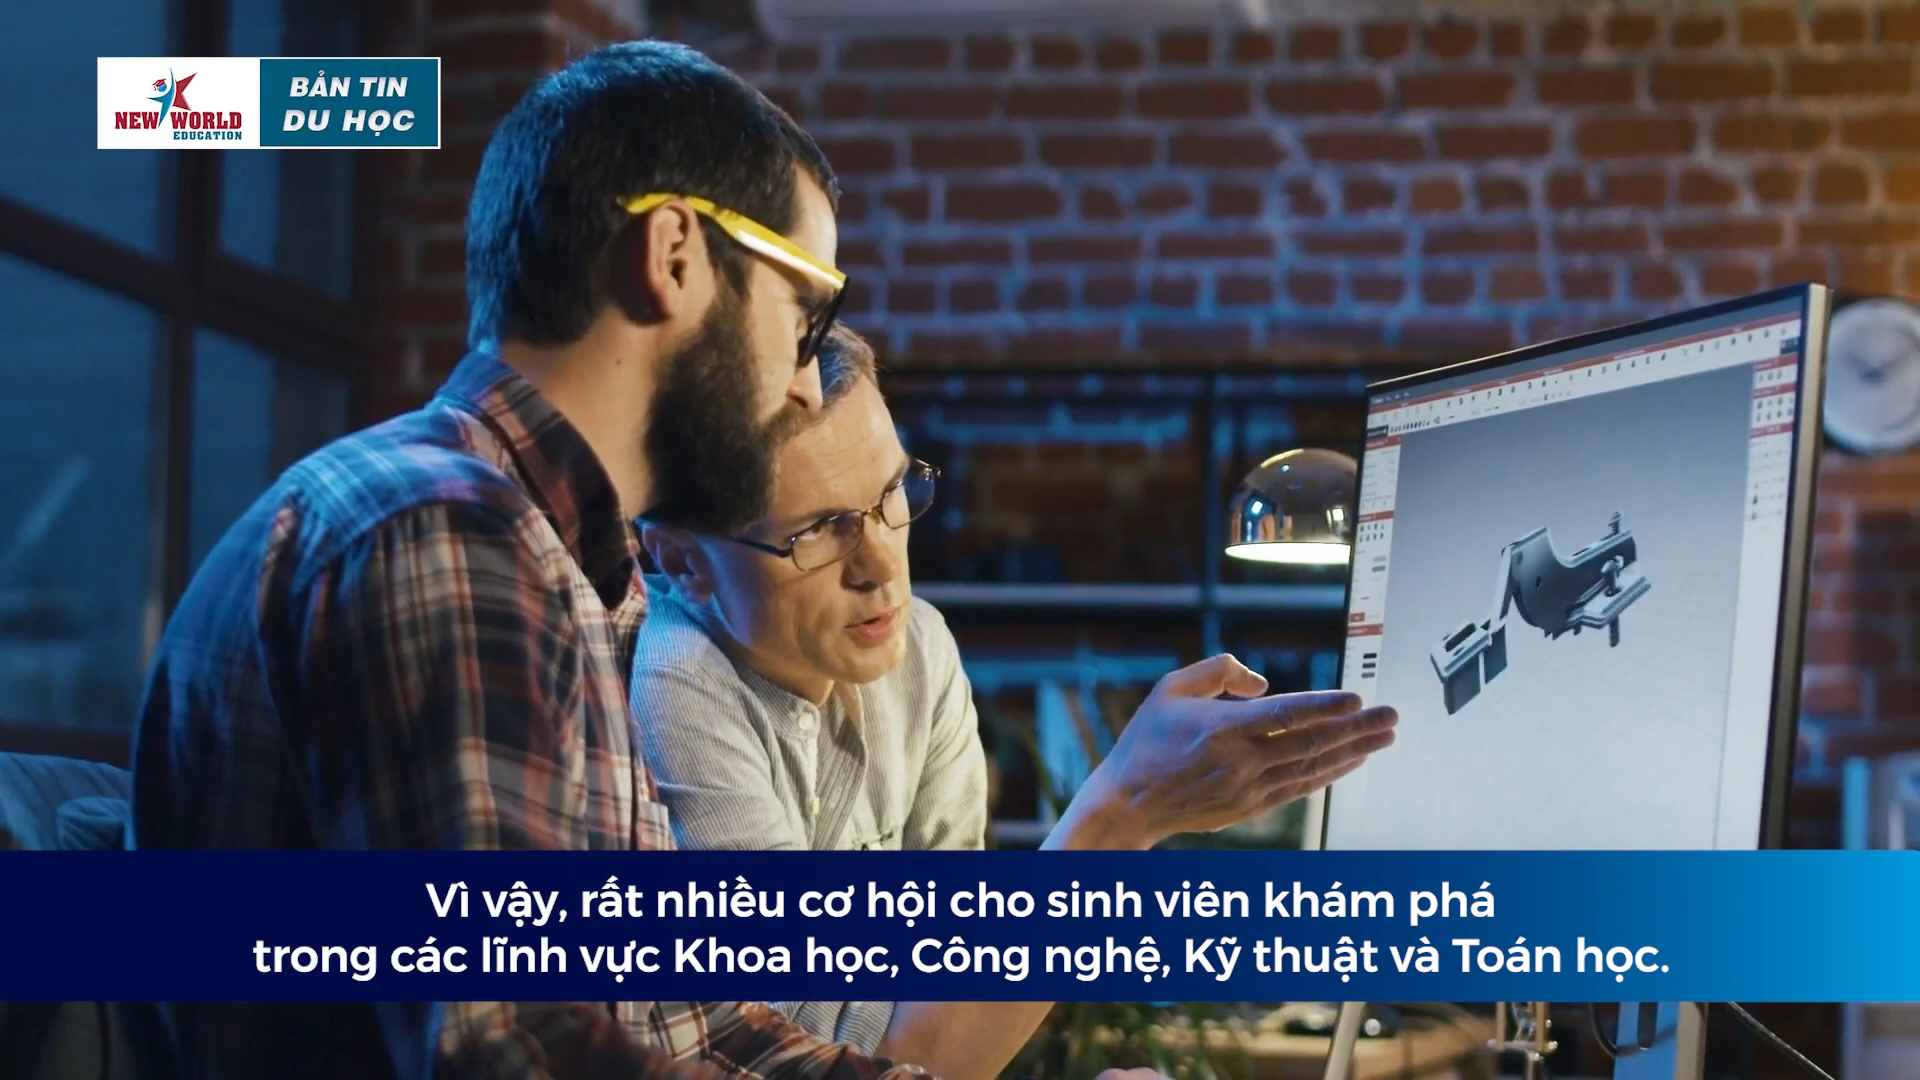 NEW WORLD
EDUCATION
BẢN TIN
DU HỌC
Vì vậy, rất nhiều cơ hội cho sinh viên khám phá
trong các lĩnh vực Khoa học, Công nghệ, Kỹ thuật và Toán học.